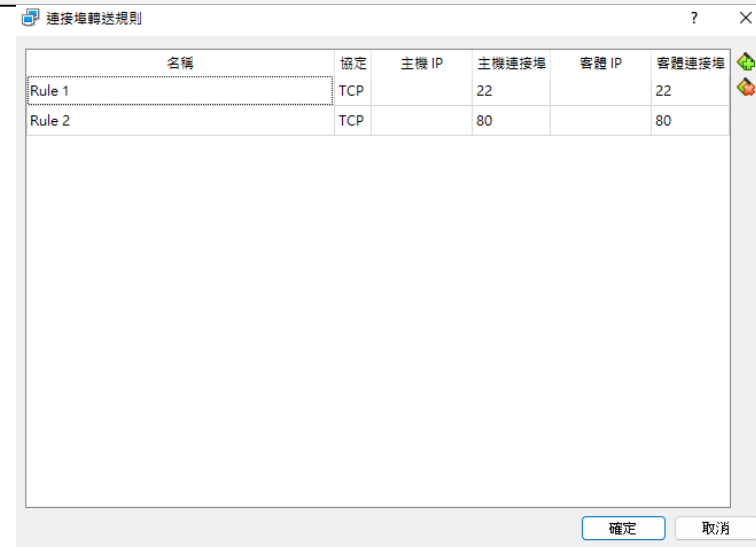 連接埠轉送規則 ?
名稱 協定 主機 IP 主機連接埠 客體 IP 客體連接埠
Rule 1 TCP 22 22
Rule 2 TCP 80 80
確定 取消